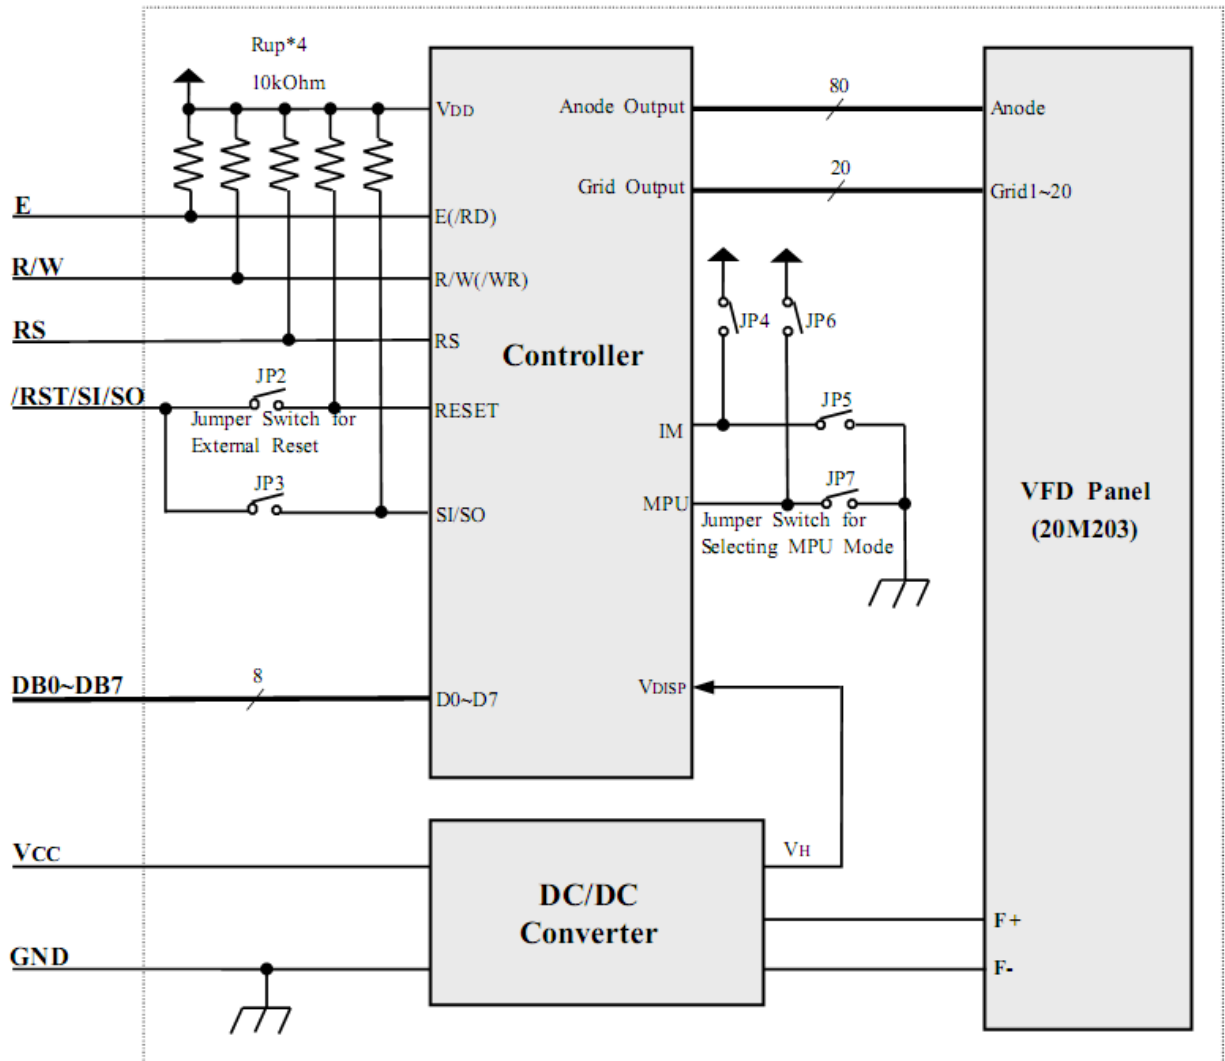 Rup*4
10kOhm
VDD
Anode Output
80
Anode
Grid Output
20
Grid1~20
E
E(/RD)
R/W
R/W(/WR)
RS
RS
Controller
JP4
JP6
/RST/SI/SO
JP2
RESET
Jumper Switch for
External Reset
IM
JP5
JP3
SI/SO
MPU
JP7
Jumper Switch for
Selecting MPU Mode
VFD Panel
(20M203)
DB0~DB7
8
D0~D7
VDISP
VCC
VH
DC/DC
Converter
F+
GND
F-